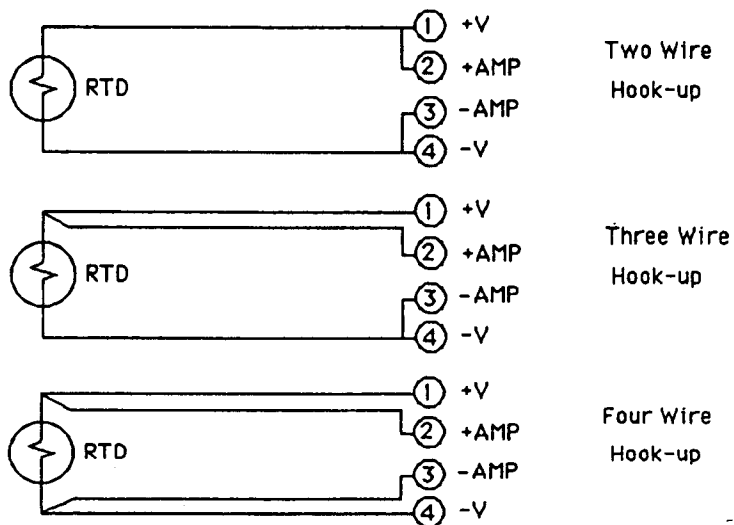 1 +V
2 +AMP
RTD
3 -AMP
4 -V
Two Wire
Hook-up
1 +V
2 +AMP
RTD
3 -AMP
4 -V
Three Wire
Hook-up
1 +V
2 +AMP
RTD
3 -AMP
4 -V
Four Wire
Hook-up